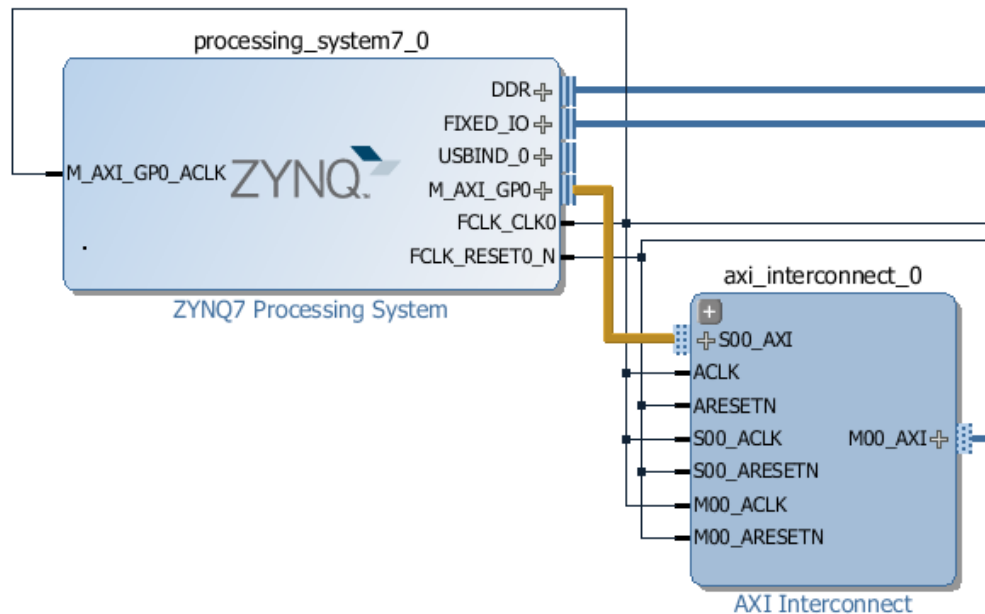 processing_system7_0
DDR
FIXED_IO
USBIND_0
M_AXI_GP0_ACLK
ZYNQ
M_AXI_GP0
FCLK_CLK0
FCLK_RESET0_N
ZYNQ7 Processing System
axi_interconnect_0
S00_AXI
ACLK
ARESETN
S00_ACLK
M00_AXI
S00_ARESETN
M00_ACLK
M00_ARESETN
AXI Interconnect